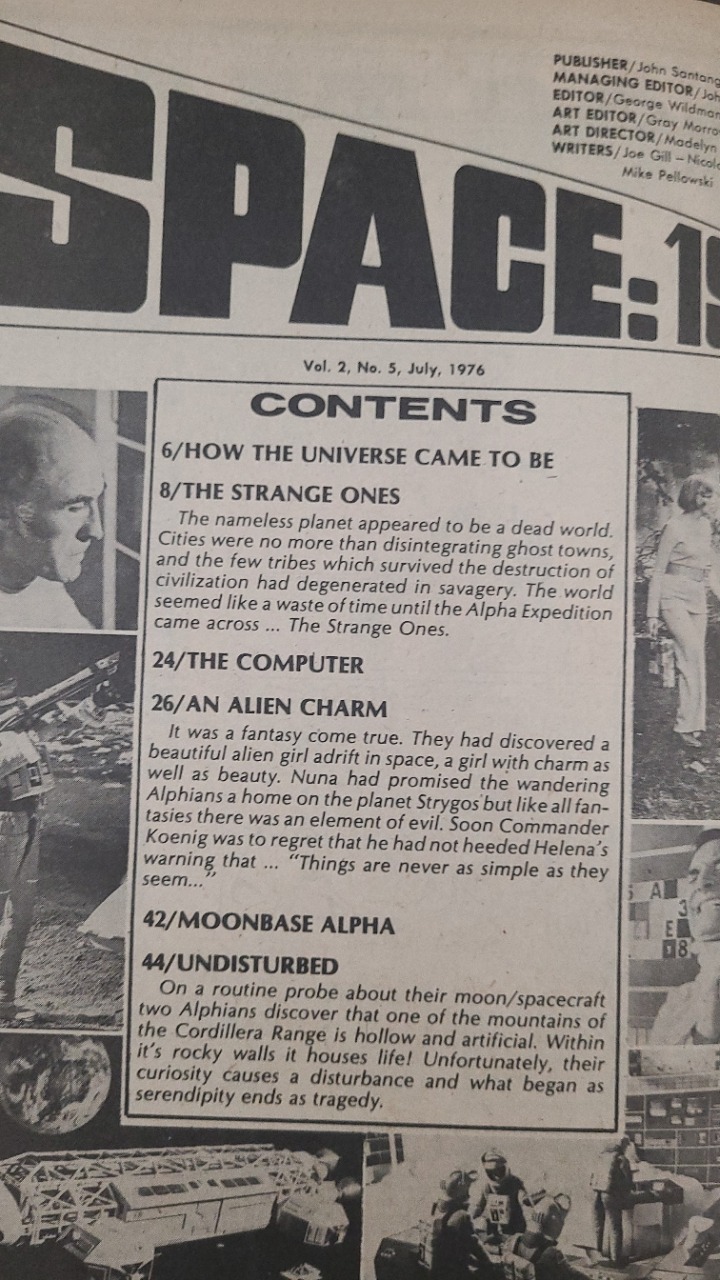 PUBLISHER/John Santang
MANAGING EDITOR/Joh
EDITOR/George Wildman
ART EDITOR/Gray Morro
ART DIRECTOR/Madelyn
WRITERS/Joe Gill – Nicol
Mike Pellowski
SPACE: 19
Vol. 2, No. 5, July, 1976
CONTENTS
6/HOW THE UNIVERSE CAME TO BE
8/THE STRANGE ONES
The nameless planet appeared to be a dead world.
Cities were no more than disintegrating ghost towns,
and the few tribes which survived the destruction of
civilization had degenerated in savagery. The world
seemed like a waste of time until the Alpha Expedition
came across ... The Strange Ones.
24/THE COMPUTER
26/AN ALIEN CHARM
It was a fantasy come true. They had discovered a
beautiful alien girl adrift in space, a girl with charm as
well as beauty. Nuna had promised the wandering
Alphians a home on the planet Strygos but like all fan-
tasies there was an element of evil. Soon Commander
Koenig was to regret that he had not heeded Helena's
warning that ... “Things are never as simple as they
seem...”
42/MOONBASE ALPHA
44/UNDISTURBED
On a routine probe about their moon/spacecraft
two Alphians discover that one of the mountains of
the Cordillera Range is hollow and artificial. Within
it's rocky walls it houses life! Unfortunately, their
curiosity causes a disturbance and what began as
serendipity ends as tragedy.
S A
3
E
8